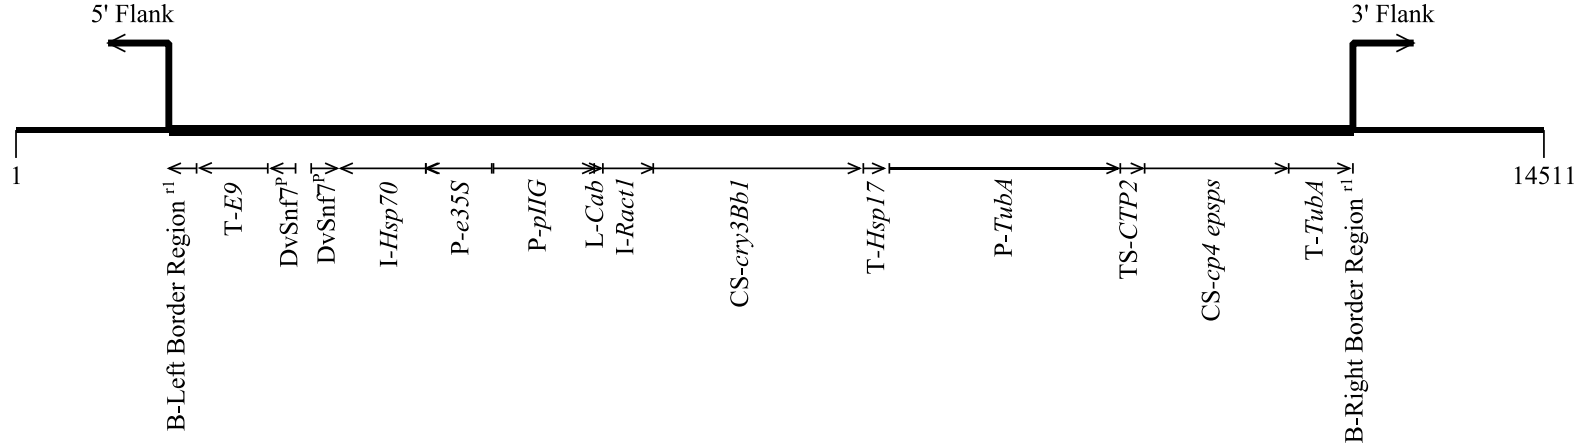 5' Flank
3' Flank
1
14511
B-Left Border Region r1
T-E9
DvSnf7P
DvSnf7P
I-Hsp70
P-e35S
P-pIIG
L-Cab
I-Ract1
CS-cry3Bb1
T-Hsp17
P-TubA
TS-CTP2
CS-cp4 epsps
T-TubA
B-Right Border Region r1